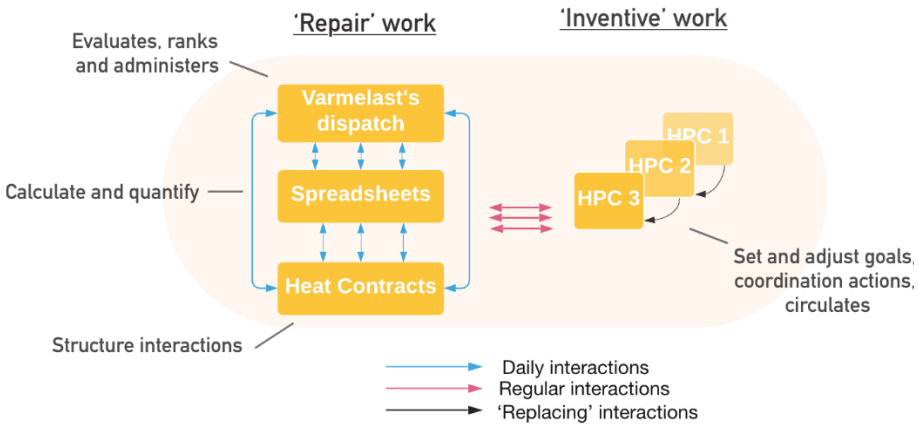 ‘Repair’ work
‘Inventive’ work
Evaluates, ranks
and administers
Varmelast's
dispatch
HPC 1
HPC 2
Calculate and quantify
Spreadsheets
HPC 3
Set and adjust goals,
coordination actions,
circulates
Heat Contracts
Structure interactions
Daily interactions
Regular interactions
‘Replacing’ interactions